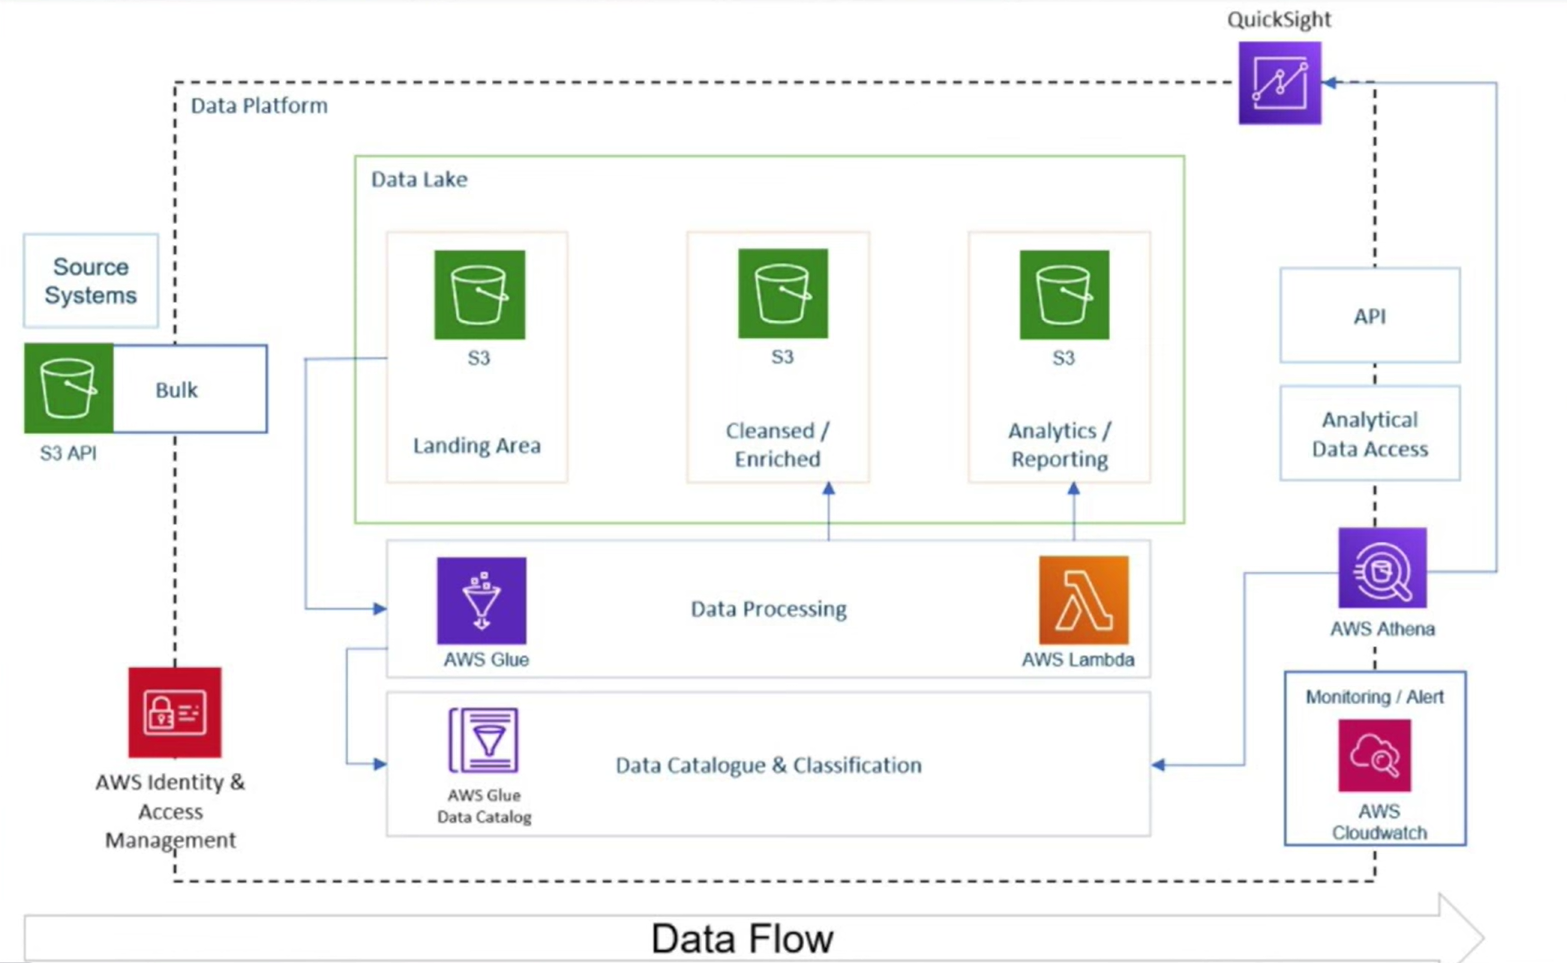 QuickSight
Data Platform
Data Lake
Source
Systems
S3
S3
S3
API
Bulk
Landing Area
Cleansed /
Enriched
Analytics /
Reporting
Analytical
Data Access
S3 API
Data Processing
AWS Glue
AWS Lambda
AWS Athena
Monitoring / Alert
AWS Identity &
Access
Management
Data Catalogue & Classification
AWS Glue
Data Catalog
AWS
Cloudwatch
Data Flow